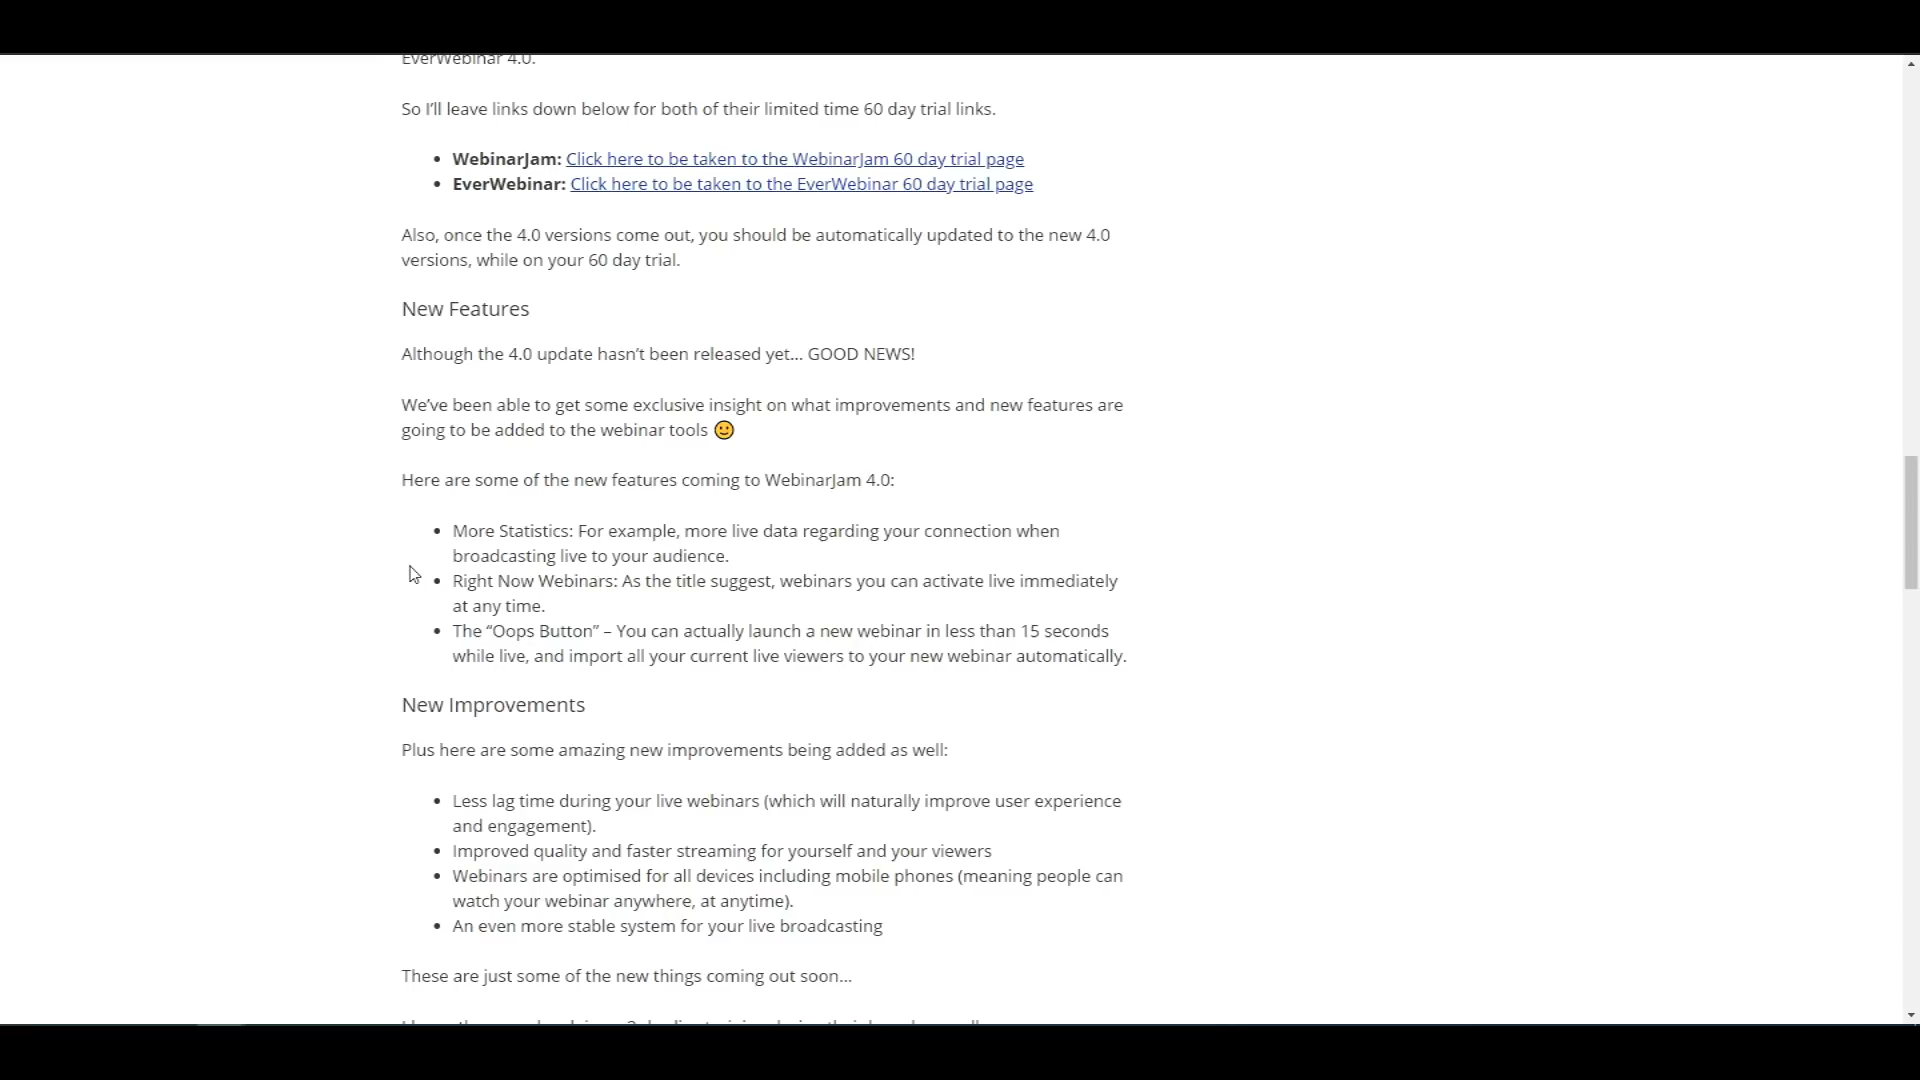 EverWebinar 4.0.
So I'll leave links down below for both of their limited time 60 day trial links.
• WebinarJam: Click here to be taken to the WebinarJam 60 day trial page
• EverWebinar: Click here to be taken to the EverWebinar 60 day trial page
Also, once the 4.0 versions come out, you should be automatically updated to the new 4.0
versions, while on your 60 day trial.
New Features
Although the 4.0 update hasn't been released yet... GOOD NEWS!
We've been able to get some exclusive insight on what improvements and new features are
going to be added to the webinar tools 🙂
Here are some of the new features coming to WebinarJam 4.0:
• More Statistics: For example, more live data regarding your connection when
broadcasting live to your audience.
• Right Now Webinars: As the title suggest, webinars you can activate live immediately
at any time.
• The “Oops Button” – You can actually launch a new webinar in less than 15 seconds
while live, and import all your current live viewers to your new webinar automatically.
New Improvements
Plus here are some amazing new improvements being added as well:
• Less lag time during your live webinars (which will naturally improve user experience
and engagement).
• Improved quality and faster streaming for yourself and your viewers
• Webinars are optimised for all devices including mobile phones (meaning people can
watch your webinar anywhere, at anytime).
• An even more stable system for your live broadcasting
These are just some of the new things coming out soon...